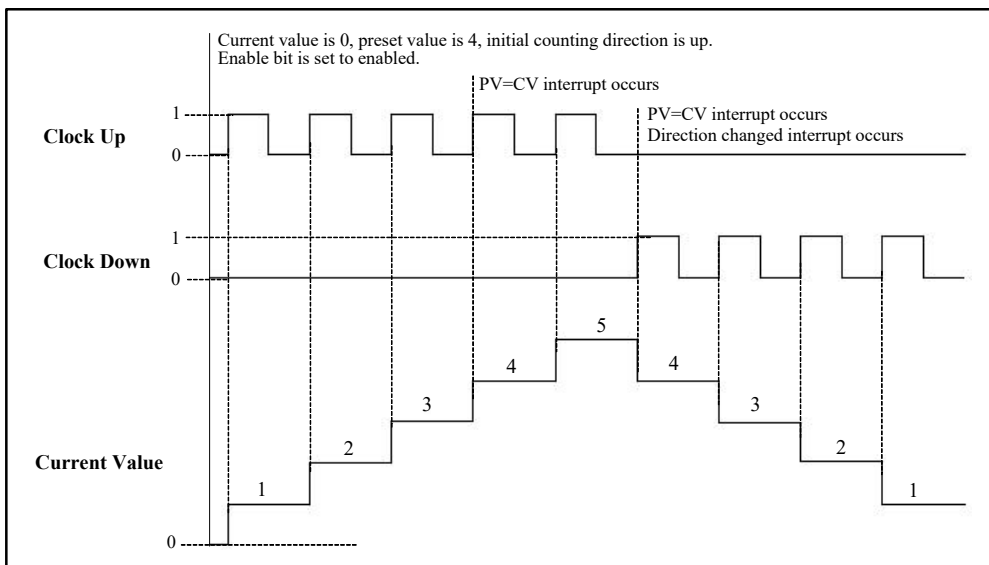 Current value is 0, preset value is 4, initial counting direction is up.
Enable bit is set to enabled.
PV=CV interrupt occurs
PV=CV interrupt occurs
Direction changed interrupt occurs
1
Clock Up
0
1
Clock Down
0
5
4
4
3
3
2
2
Current Value
1
1
0